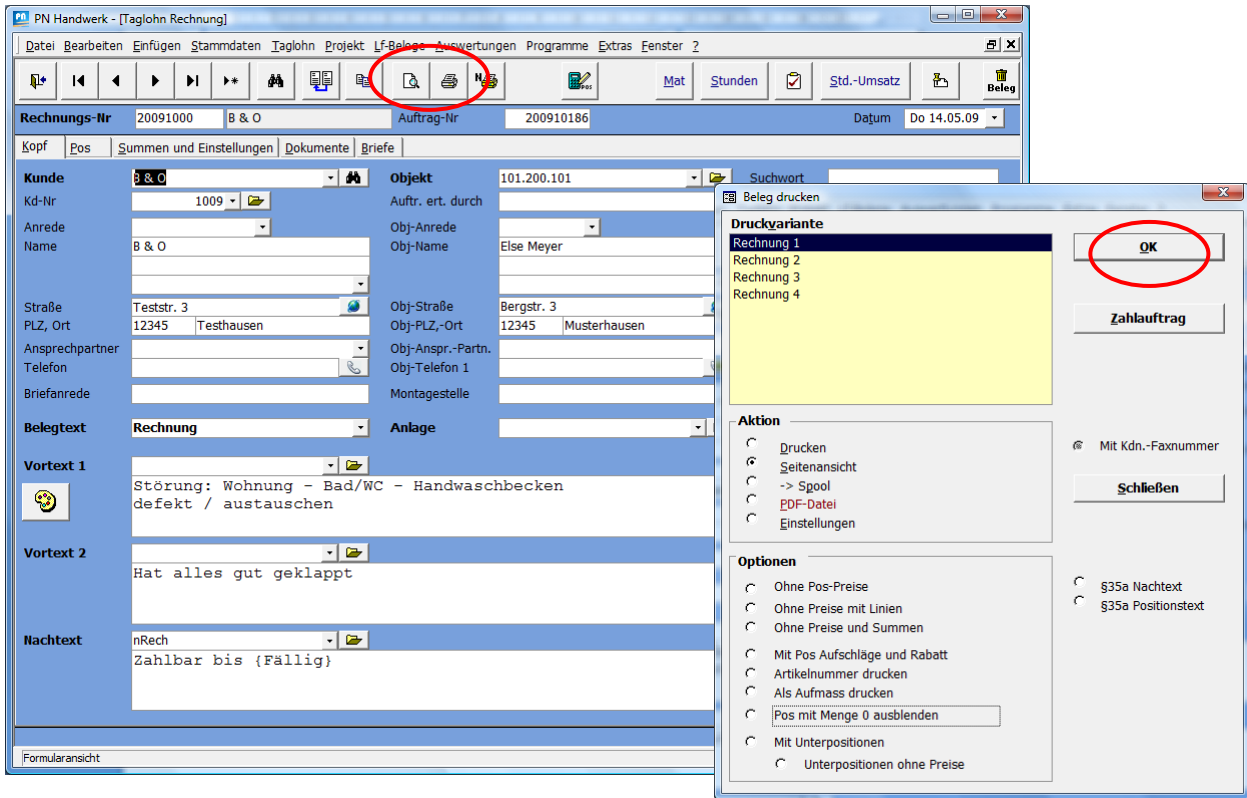 PN Handwerk - [Taglohn Rechnung]
Datei Bearbeiten Einfügen Stammdaten Taglohn Projekt Lf-Belege Auswertungen Programme Extras Fenster ?
N POS Mat Stunden Std.-Umsatz Beleg
Rechnungs-Nr 20091000 B & O Auftrag-Nr 200910186 Datum Do 14.05.09
Kopf Pos Summen und Einstellungen Dokumente Briefe
Kunde B & O Objekt 101.200.101 Suchwort
Kd-Nr 1009 Auftr. ert. durch
Anrede Obj-Anrede
Name B & O Obj-Name Else Meyer
Straße Teststr. 3 Obj-Straße Bergstr. 3
PLZ, Ort 12345 Testhausen Obj-PLZ,-Ort 12345 Musterhausen
Ansprechpartner Obj-Anspr.-Partn.
Telefon Obj-Telefon 1
Briefanrede Montagestelle
Belegtext Rechnung Anlage
Vortext 1
Störung: Wohnung - Bad/WC - Handwaschbecken
defekt / austauschen
Vortext 2
Hat alles gut geklappt
Nachtext nRech
Zahlbar bis {Fällig}
Formularansicht
Beleg drucken
Druckvariante
Rechnung 1
Rechnung 2
Rechnung 3
Rechnung 4
OK
Zahlauftrag
Aktion
Drucken
Seitenansicht
-> Spool
PDF-Datei
Einstellungen
Mit Kdn.-Faxnummer
Schließen
Optionen
Ohne Pos-Preise
Ohne Preise mit Linien
Ohne Preise und Summen
Mit Pos Aufschläge und Rabatt
Artikelnummer drucken
Als Aufmass drucken
Pos mit Menge 0 ausblenden
Mit Unterpositionen
Unterpositionen ohne Preise
§35a Nachtext
§35a Positionstext